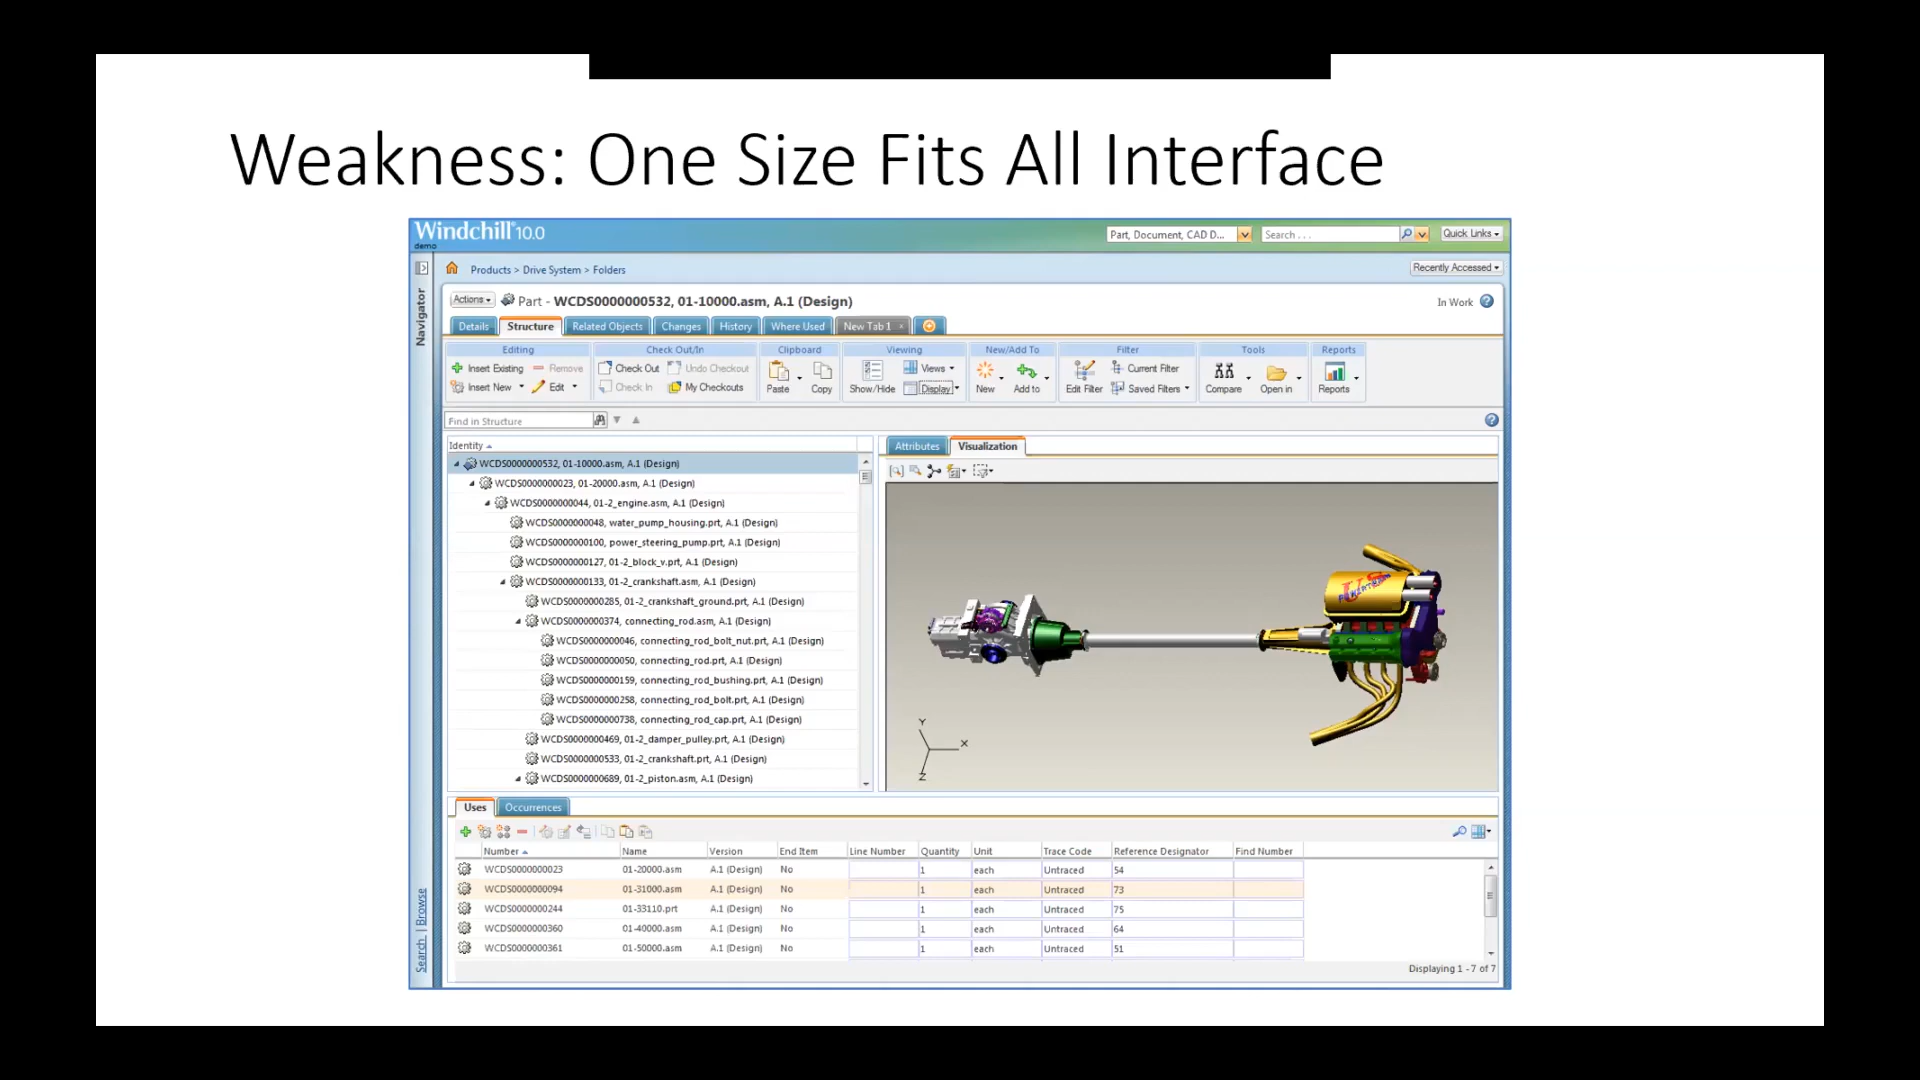 Weakness: One Size Fits All Interface
Windchill 10.0
demo
Part, Document, CAD D...
Search . . .
Quick Links
Products > Drive System > Folders
Recently Accessed
Navigator
Actions
Part - WCDS0000000532, 01-10000.asm, A.1 (Design)
In Work
Details Structure Related Objects Changes History Where Used New Tab 1 ×
Editing Check Out/In Clipboard Viewing New/Add To Filter Tools Reports
Insert Existing Remove Check Out Undo Checkout Views Current Filter
Insert New Edit Check In My Checkouts Paste Copy Show/Hide Display New Add to Edit Filter Saved Filters Compare Open in Reports
Find in Structure
Identity
WCDS0000000532, 01-10000.asm, A.1 (Design)
WCDS0000000023, 01-20000.asm, A.1 (Design)
WCDS0000000044, 01-2_engine.asm, A.1 (Design)
WCDS0000000048, water_pump_housing.prt, A.1 (Design)
WCDS0000000100, power_steering_pump.prt, A.1 (Design)
WCDS0000000127, 01-2_block_v.prt, A.1 (Design)
WCDS0000000133, 01-2_crankshaft.asm, A.1 (Design)
WCDS0000000285, 01-2_crankshaft_ground.prt, A.1 (Design)
WCDS0000000374, connecting_rod.asm, A.1 (Design)
WCDS0000000046, connecting_rod_bolt_nut.prt, A.1 (Design)
WCDS0000000050, connecting_rod.prt, A.1 (Design)
WCDS0000000159, connecting_rod_bushing.prt, A.1 (Design)
WCDS0000000258, connecting_rod_bolt.prt, A.1 (Design)
WCDS0000000738, connecting_rod_cap.prt, A.1 (Design)
WCDS0000000469, 01-2_damper_pulley.prt, A.1 (Design)
WCDS0000000533, 01-2_crankshaft.prt, A.1 (Design)
WCDS0000000689, 01-2_piston.asm, A.1 (Design)
Attributes Visualization
Y
X
Z
Uses Occurrences
Number Name Version End Item Line Number Quantity Unit Trace Code Reference Designator Find Number
WCDS0000000023 01-20000.asm A.1 (Design) No 1 each Untraced 54
WCDS0000000094 01-31000.asm A.1 (Design) No 1 each Untraced 73
WCDS0000000244 01-33110.prt A.1 (Design) No 1 each Untraced 75
WCDS0000000360 01-40000.asm A.1 (Design) No 1 each Untraced 64
WCDS0000000361 01-50000.asm A.1 (Design) No 1 each Untraced 51
Displaying 1 - 7 of 7
Search | Browse